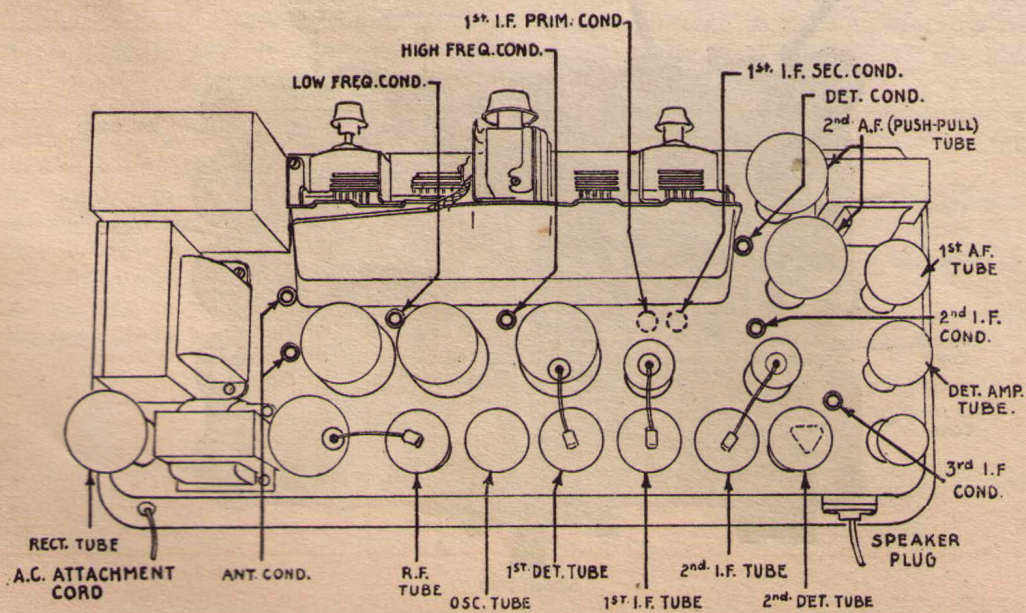 1st. I.F. PRIM. COND.
HIGH FREQ. COND.
LOW FREQ. COND.
1st. I.F. SEC. COND.
DET. COND.
2nd. A.F. (PUSH-PULL)
TUBE
1st A.F.
TUBE
2nd I.F.
COND.
DET. AMP.
TUBE.
3rd I.F
COND.
SPEAKER
PLUG
RECT. TUBE
A.C. ATTACHMENT
CORD
ANT. COND.
R.F.
TUBE
OSC. TUBE
1st. DET. TUBE
1st. I.F. TUBE
2nd. I.F. TUBE
2nd. DET. TUBE